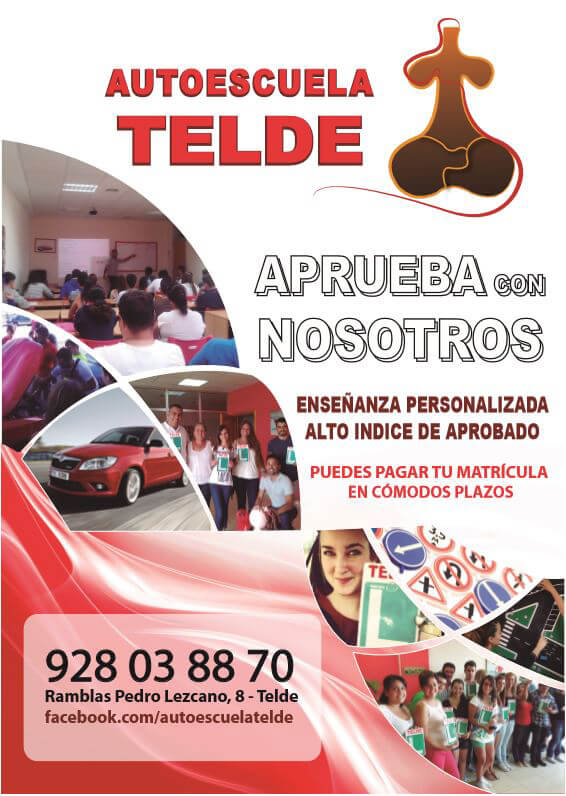 AUTOESCUELA
TELDE
APRUEBA CON
NOSOTROS
ENSEÑANZA PERSONALIZADA
ALTO INDICE DE APROBADO
PUEDES PAGAR TU MATRÍCULA
EN CÓMODOS PLAZOS
928 03 88 70
Ramblas Pedro Lezcano, 8 - Telde
facebook.com/autoescuelatelde